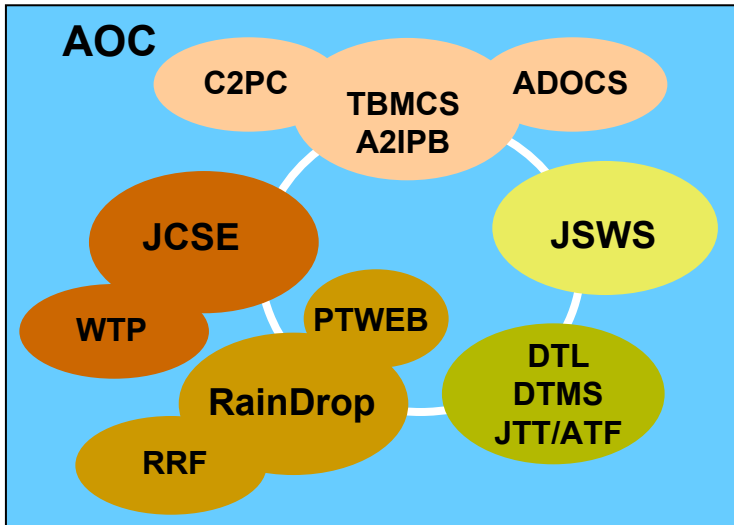 AOC
C2PC
TBMCS
A2IPB
ADOCS
JCSE
JSWS
WTP
PTWEB
RainDrop
DTL
DTMS
JTT/ATF
RRF